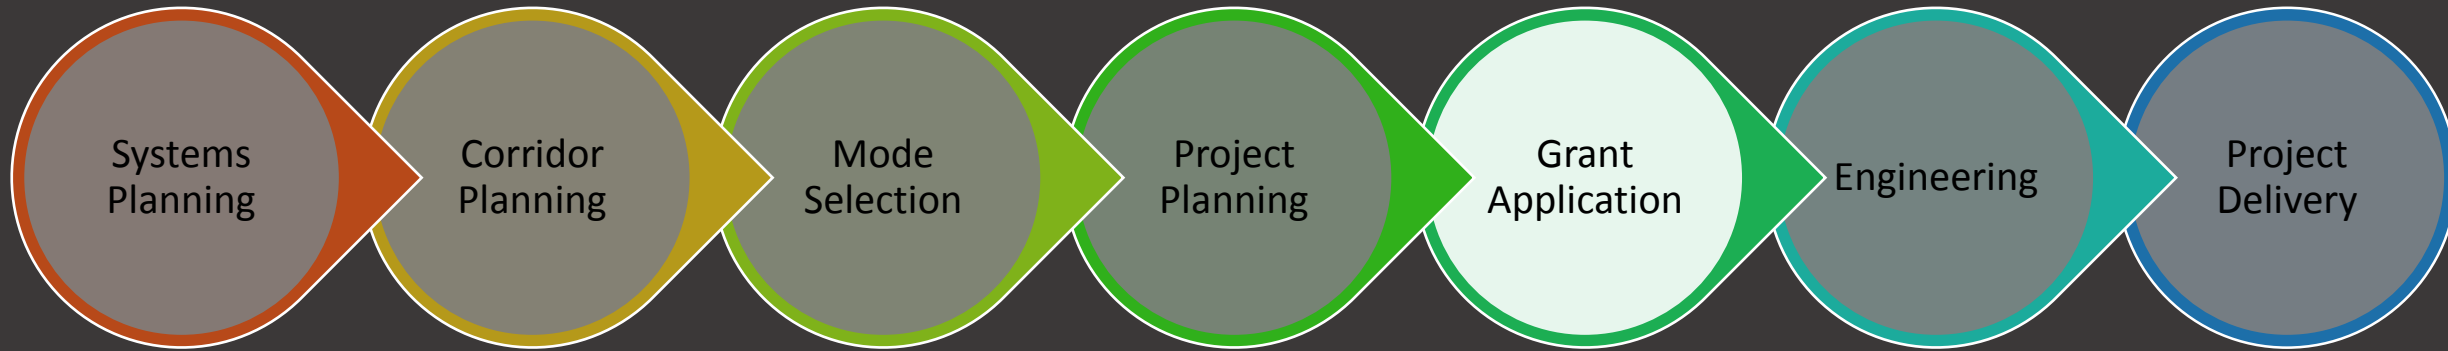 Systems
Planning
Corridor
Planning
Mode
Selection
Project
Planning
Grant
Application
Engineering
Project
Delivery